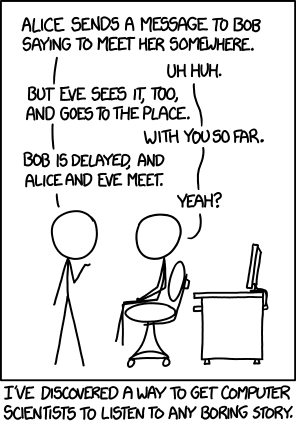 ALICE SENDS A MESSAGE TO BOB
SAYING TO MEET HER SOMEWHERE.
UH HUH.
BUT EVE SEES IT, TOO,
AND GOES TO THE PLACE.
WITH YOU SO FAR.
BOB IS DELAYED, AND
ALICE AND EVE MEET.
YEAH?
I'VE DISCOVERED A WAY TO GET COMPUTER
SCIENTISTS TO LISTEN TO ANY BORING STORY.